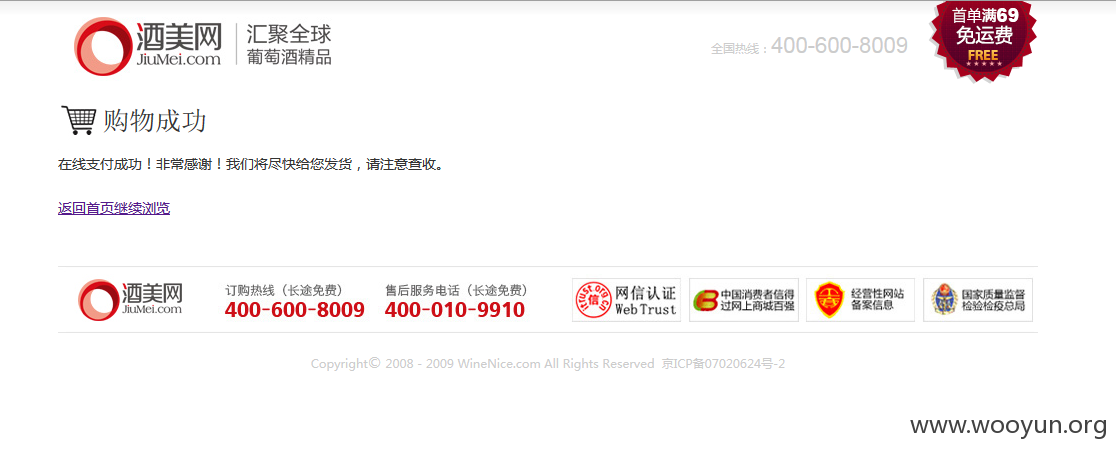 酒美网
JiuMei.com
汇聚全球
葡萄酒精品
全国热线：400-600-8009
首单满69
免运费
FREE
购物成功
在线支付成功！非常感谢！我们将尽快给您发货，请注意查收。
返回首页继续浏览
酒美网
JiuMei.com
订购热线（长途免费）
400-600-8009
售后服务电话（长途免费）
400-010-9910
itrust.org.cn
信
网信认证
WebTrust
中国消费者信得
过网上商城百强
经营性网站
备案信息
国家质量监督
检验检疫总局
Copyright© 2008 - 2009 WineNice.com All Rights Reserved 京ICP备07020624号-2
www.wooyun.org